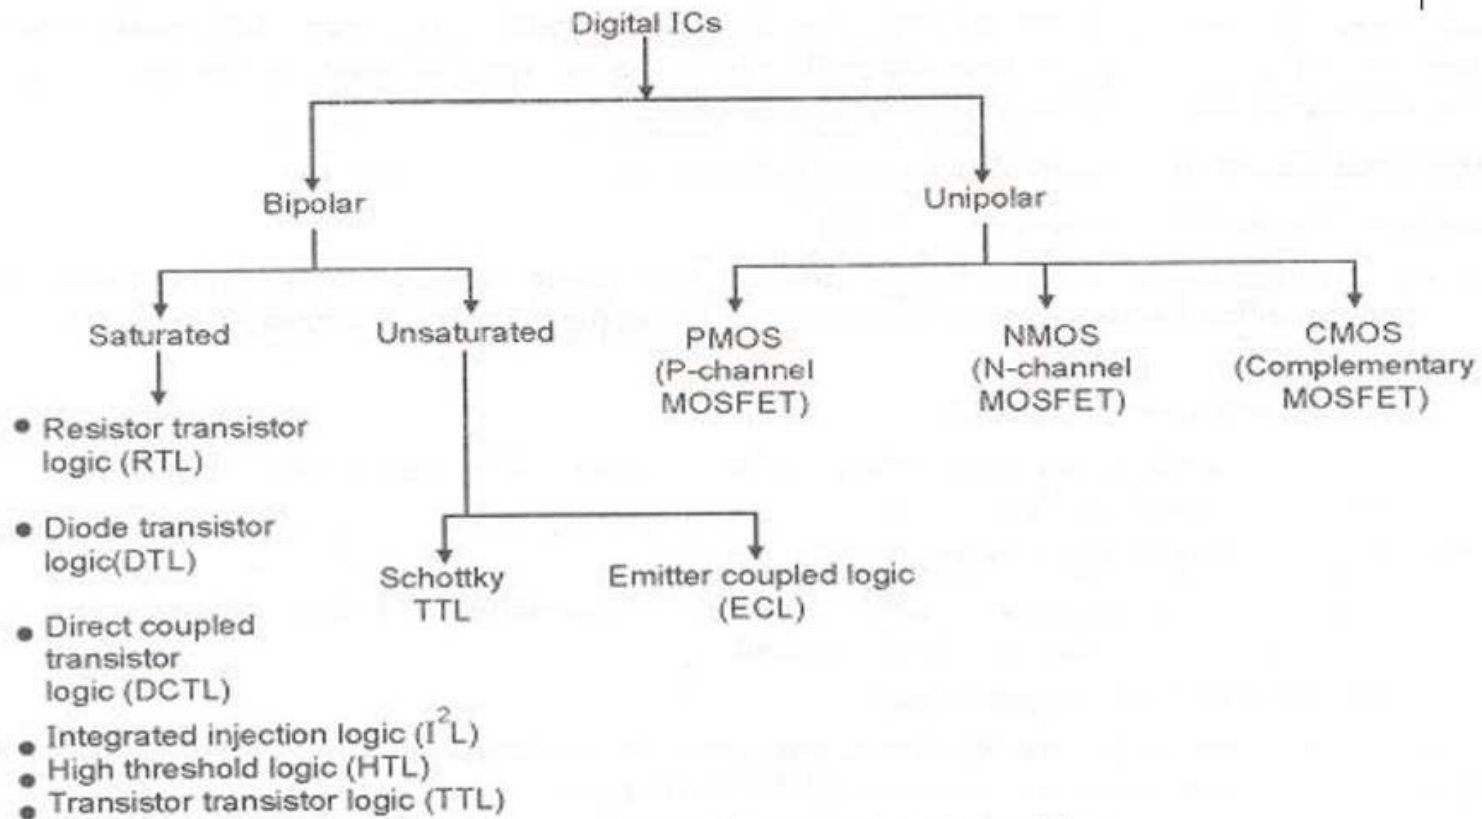 Digital ICs
Bipolar
Unipolar
Saturated
Unsaturated
PMOS
(P-channel
MOSFET)
NMOS
(N-channel
MOSFET)
CMOS
(Complementary
MOSFET)
• Resistor transistor
logic (RTL)
• Diode transistor
logic(DTL)
• Direct coupled
transistor
logic (DCTL)
• Integrated injection logic (I²L)
• High threshold logic (HTL)
• Transistor transistor logic (TTL)
Schottky
TTL
Emitter coupled logic
(ECL)